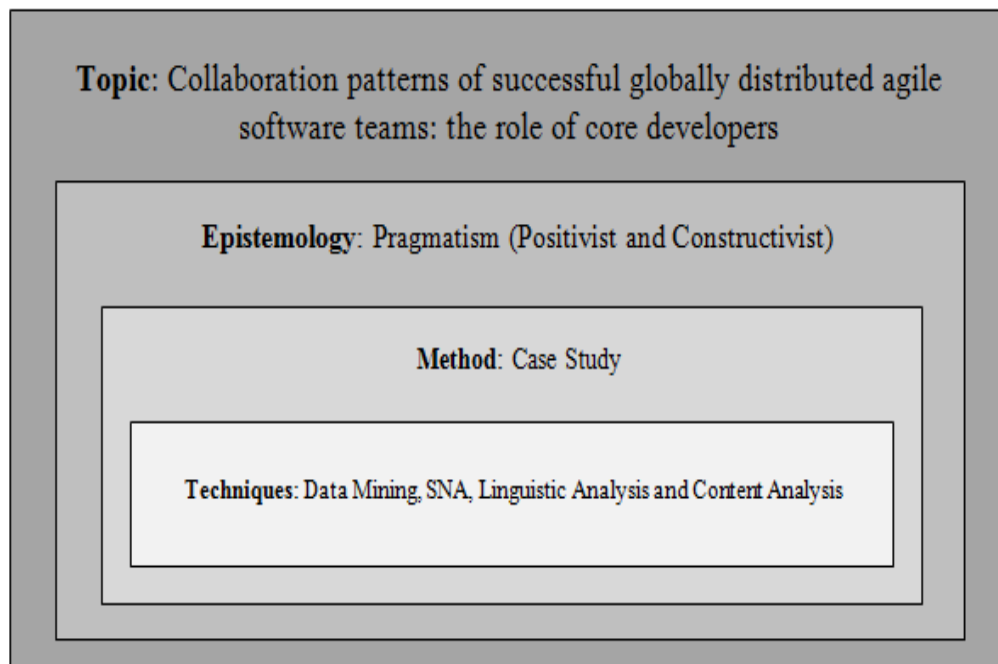 Topic: Collaboration patterns of successful globally distributed agile
software teams: the role of core developers
Epistemology: Pragmatism (Positivist and Constructivist)
Method: Case Study
Techniques: Data Mining, SNA, Linguistic Analysis and Content Analysis